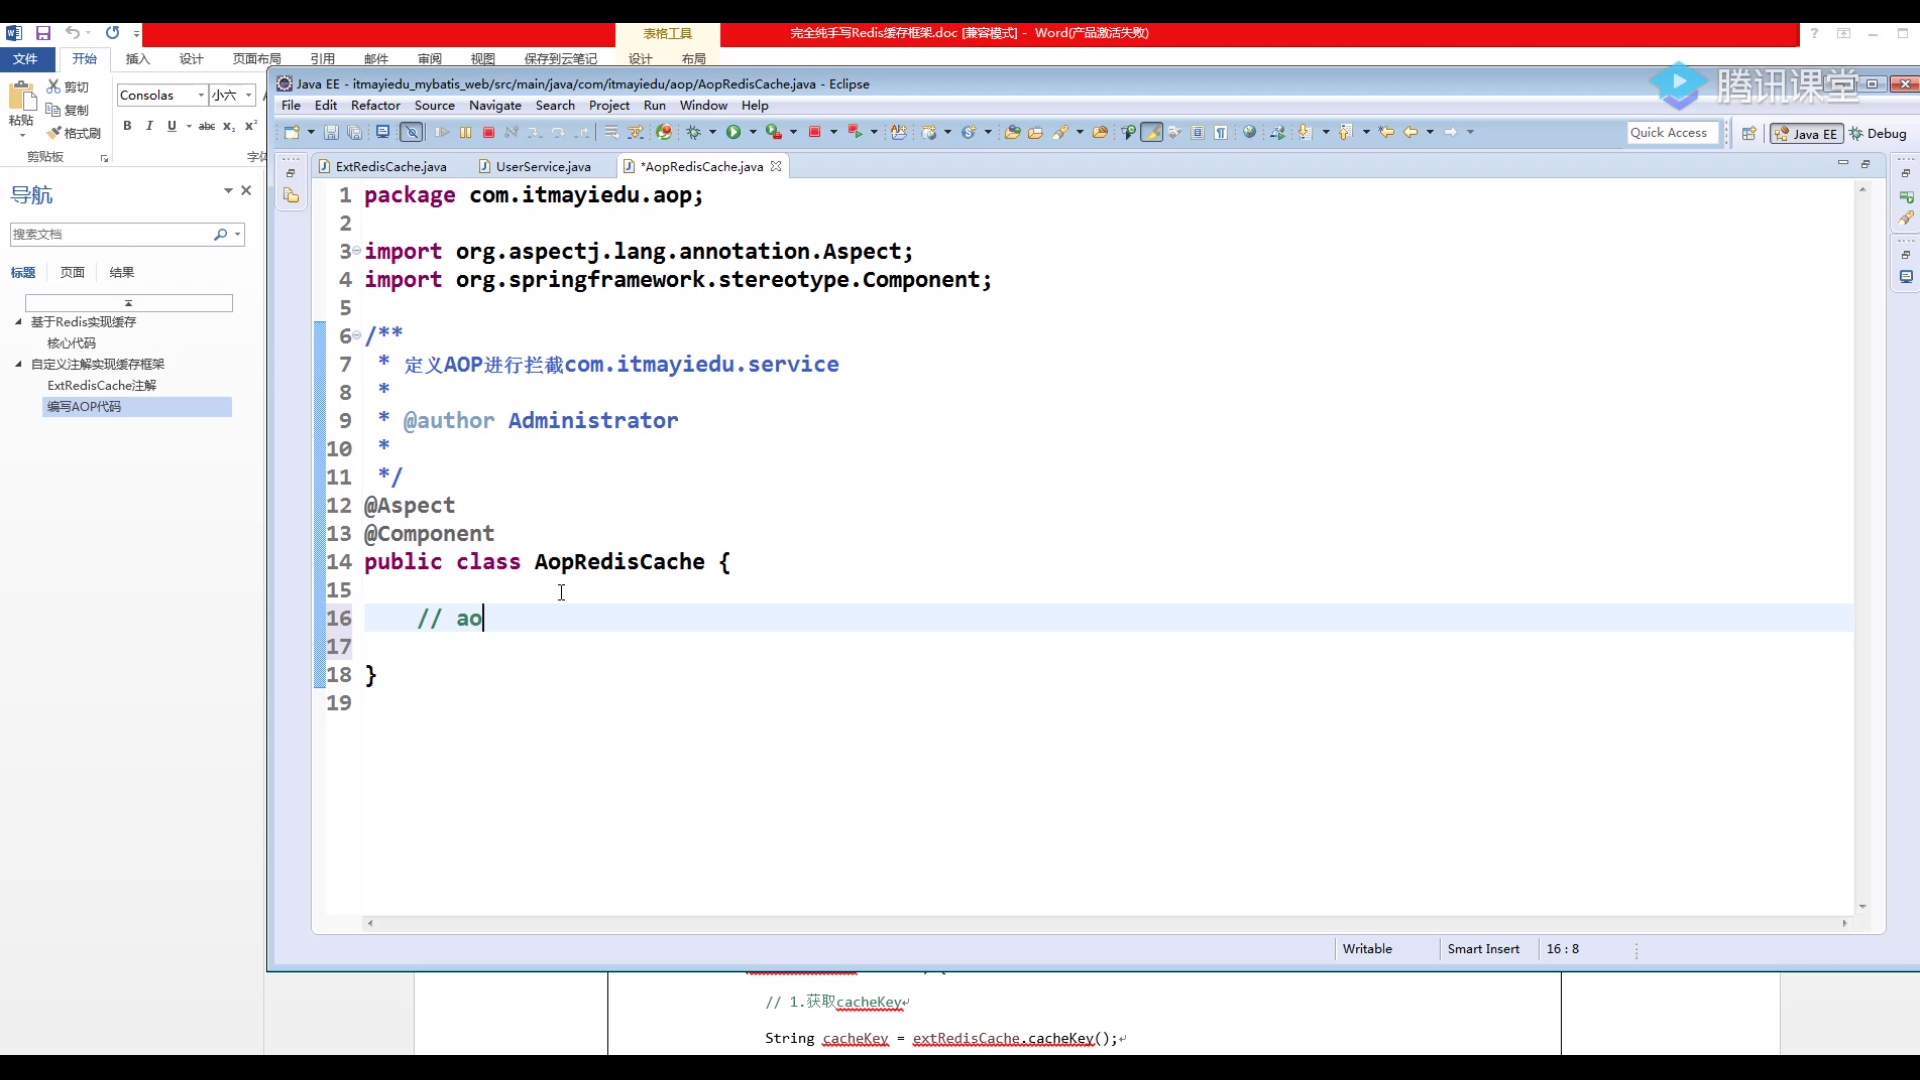 表格工具
完全纯手写Redis缓存框架.doc [兼容模式] - Word(产品激活失败)
文件 开始 插入 设计 页面布局 引用 邮件 审阅 视图 保存到云笔记 设计 布局
粘贴
剪切
复制
格式刷
剪贴板
Consolas 小六
B I U abc x₂ x²
字体
导航
搜索文档
标题 页面 结果
基于Redis实现缓存
核心代码
自定义注解实现缓存框架
ExtRedisCache注解
编写AOP代码
Java EE - itmayiedu_mybatis_web/src/main/java/com/itmayiedu/aop/AopRedisCache.java - Eclipse
腾讯课堂
File Edit Refactor Source Navigate Search Project Run Window Help
Quick Access Java EE Debug
ExtRedisCache.java UserService.java *AopRedisCache.java
1 package com.itmayiedu.aop;
2
3 import org.aspectj.lang.annotation.Aspect;
4 import org.springframework.stereotype.Component;
5
6 /**
7 * 定义AOP进行拦截com.itmayiedu.service
8 *
9 * @author Administrator
10 *
11 */
12 @Aspect
13 @Component
14 public class AopRedisCache {
15
16 // ao
17
18 }
19
Writable Smart Insert 16 : 8
// 1.获取cacheKey
String cacheKey = extRedisCache.cacheKey();